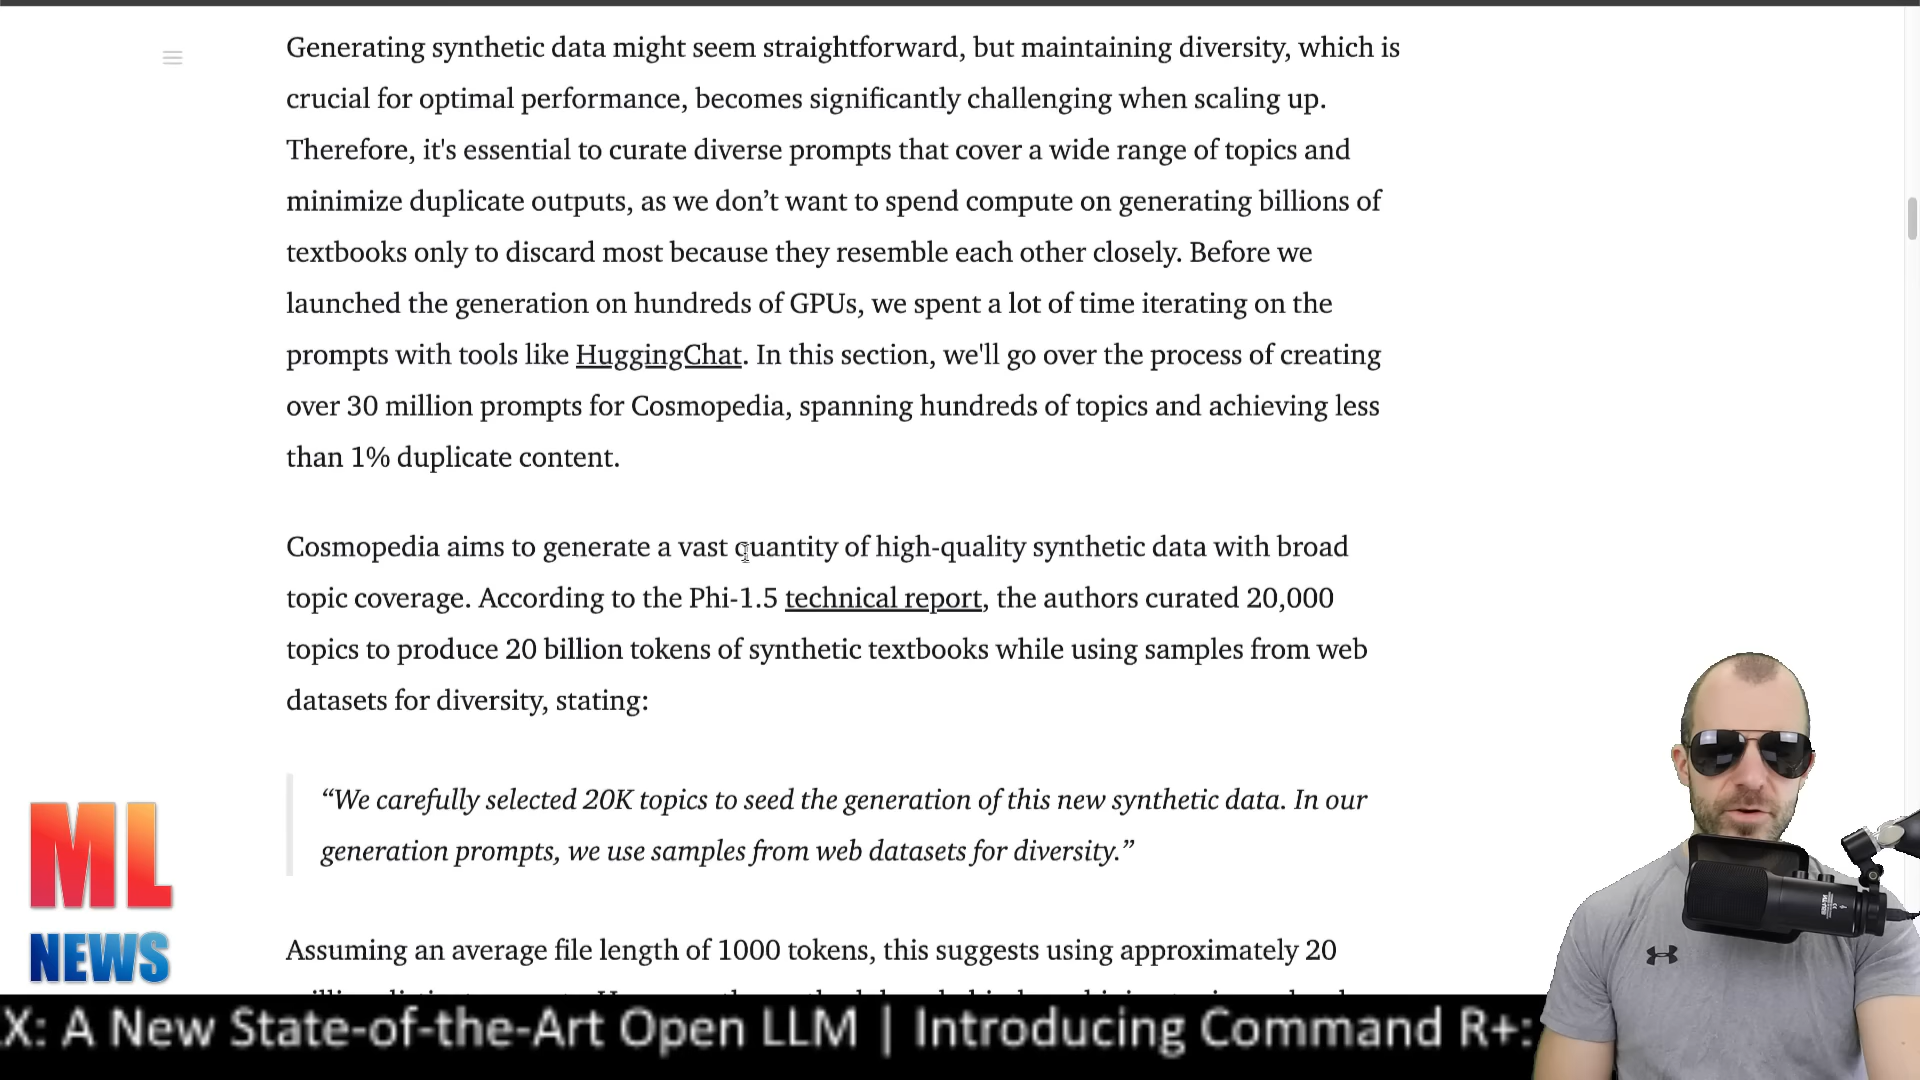 Generating synthetic data might seem straightforward, but maintaining diversity, which is
crucial for optimal performance, becomes significantly challenging when scaling up.
Therefore, it's essential to curate diverse prompts that cover a wide range of topics and
minimize duplicate outputs, as we don’t want to spend compute on generating billions of
textbooks only to discard most because they resemble each other closely. Before we
launched the generation on hundreds of GPUs, we spent a lot of time iterating on the
prompts with tools like HuggingChat. In this section, we'll go over the process of creating
over 30 million prompts for Cosmopedia, spanning hundreds of topics and achieving less
than 1% duplicate content.
Cosmopedia aims to generate a vast quantity of high-quality synthetic data with broad
topic coverage. According to the Phi-1.5 technical report, the authors curated 20,000
topics to produce 20 billion tokens of synthetic textbooks while using samples from web
datasets for diversity, stating:
“We carefully selected 20K topics to seed the generation of this new synthetic data. In our
generation prompts, we use samples from web datasets for diversity.”
Assuming an average file length of 1000 tokens, this suggests using approximately 20
ML
NEWS
X: A New State-of-the-Art Open LLM | Introducing Command R+: